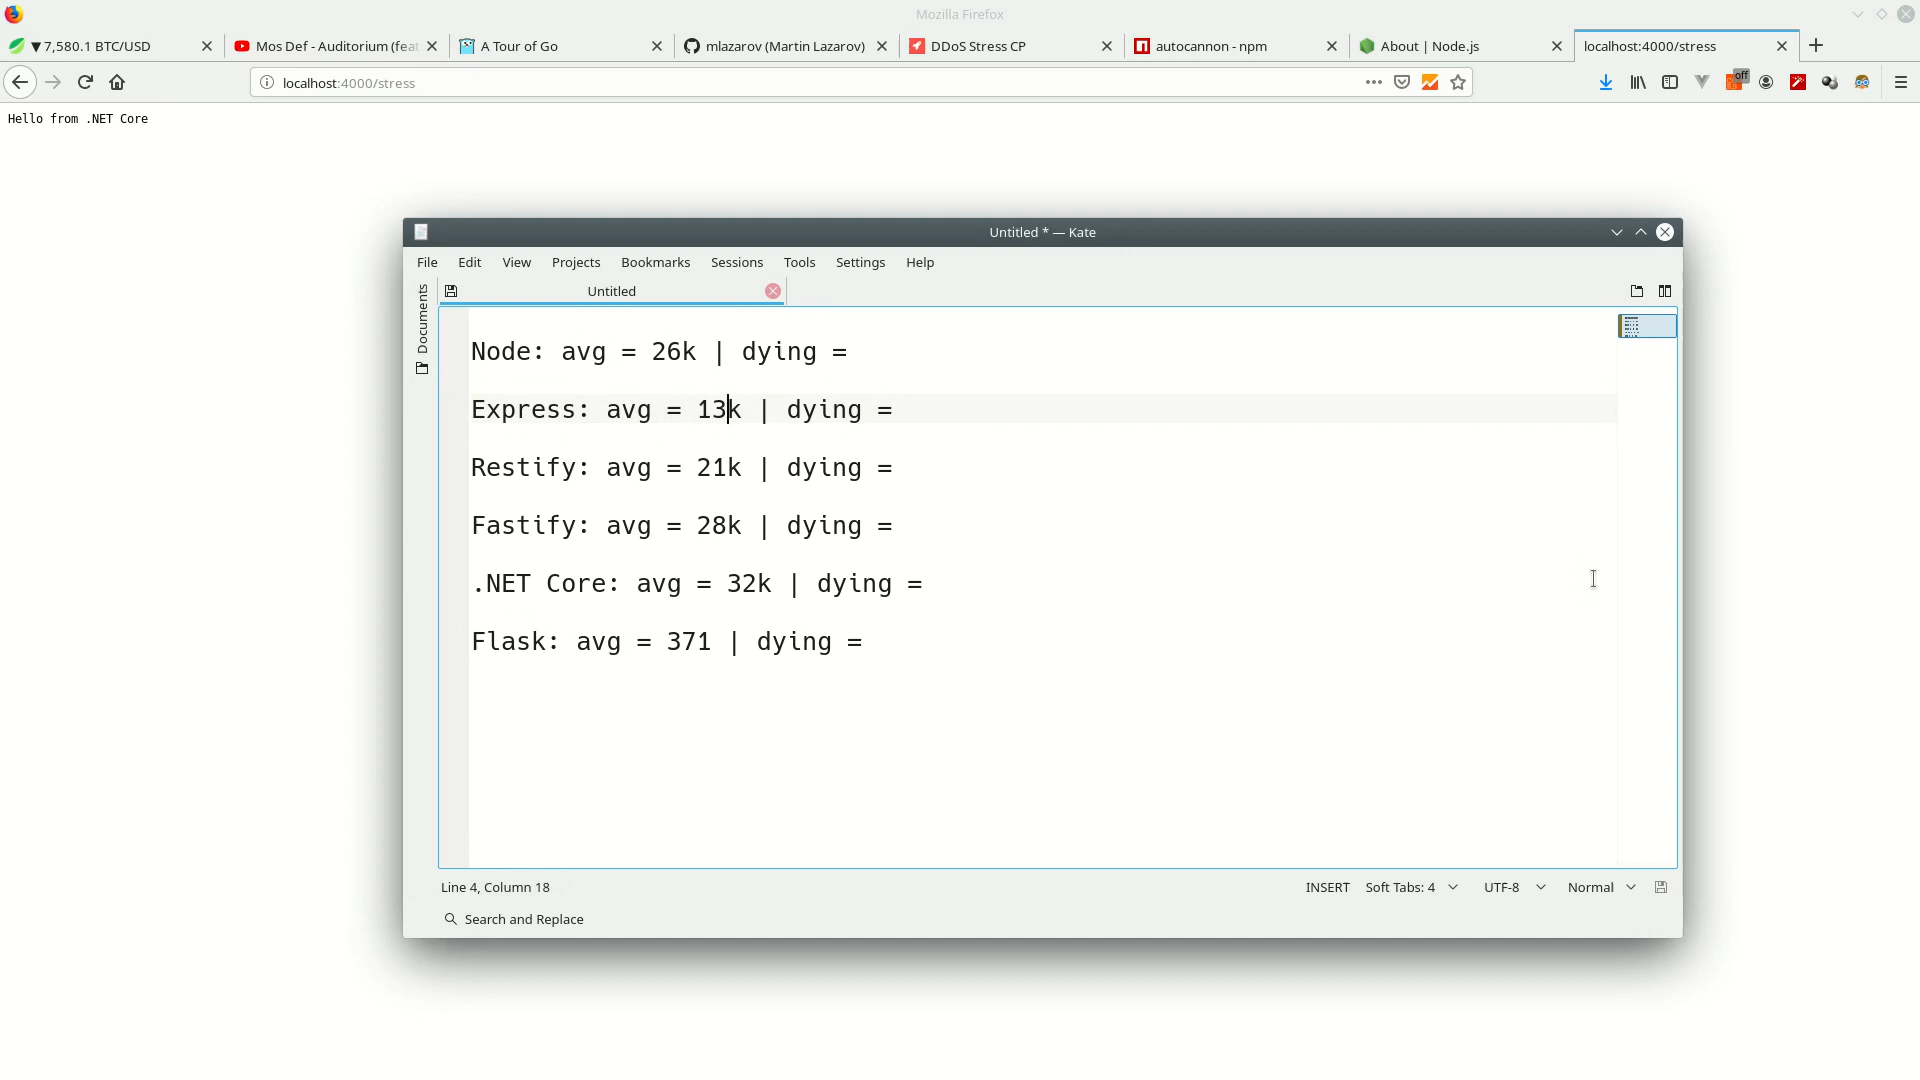 Mozilla Firefox
▼7,580.1 BTC/USD
Mos Def - Auditorium (feat
A Tour of Go
mlazarov (Martin Lazarov)
DDoS Stress CP
autocannon - npm
About | Node.js
localhost:4000/stress
localhost:4000/stress
off
Hello from .NET Core
Untitled * — Kate
File Edit View Projects Bookmarks Sessions Tools Settings Help
Documents
Untitled
Node: avg = 26k | dying =
Express: avg = 13k | dying =
Restify: avg = 21k | dying =
Fastify: avg = 28k | dying =
.NET Core: avg = 32k | dying =
Flask: avg = 371 | dying =
Line 4, Column 18 INSERT Soft Tabs: 4 UTF-8 Normal
Search and Replace